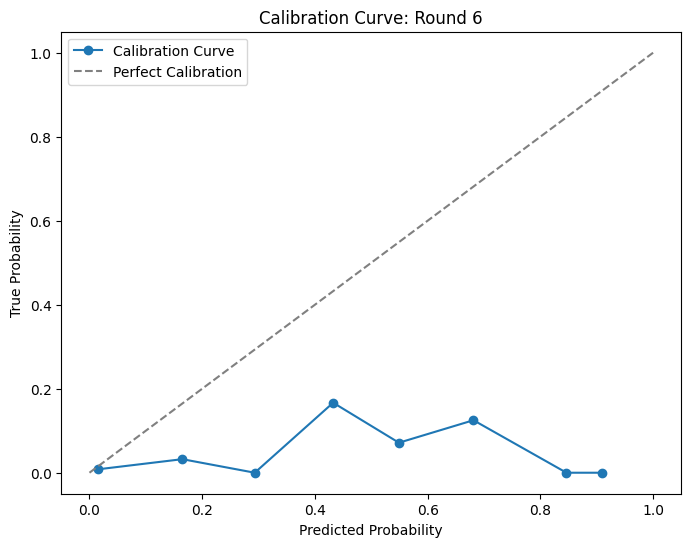 Calibration Curve: Round 6
Calibration Curve
Perfect Calibration
True Probability
1.0
0.8
0.6
0.4
0.2
0.0
0.0 0.2 0.4 0.6 0.8 1.0
Predicted Probability